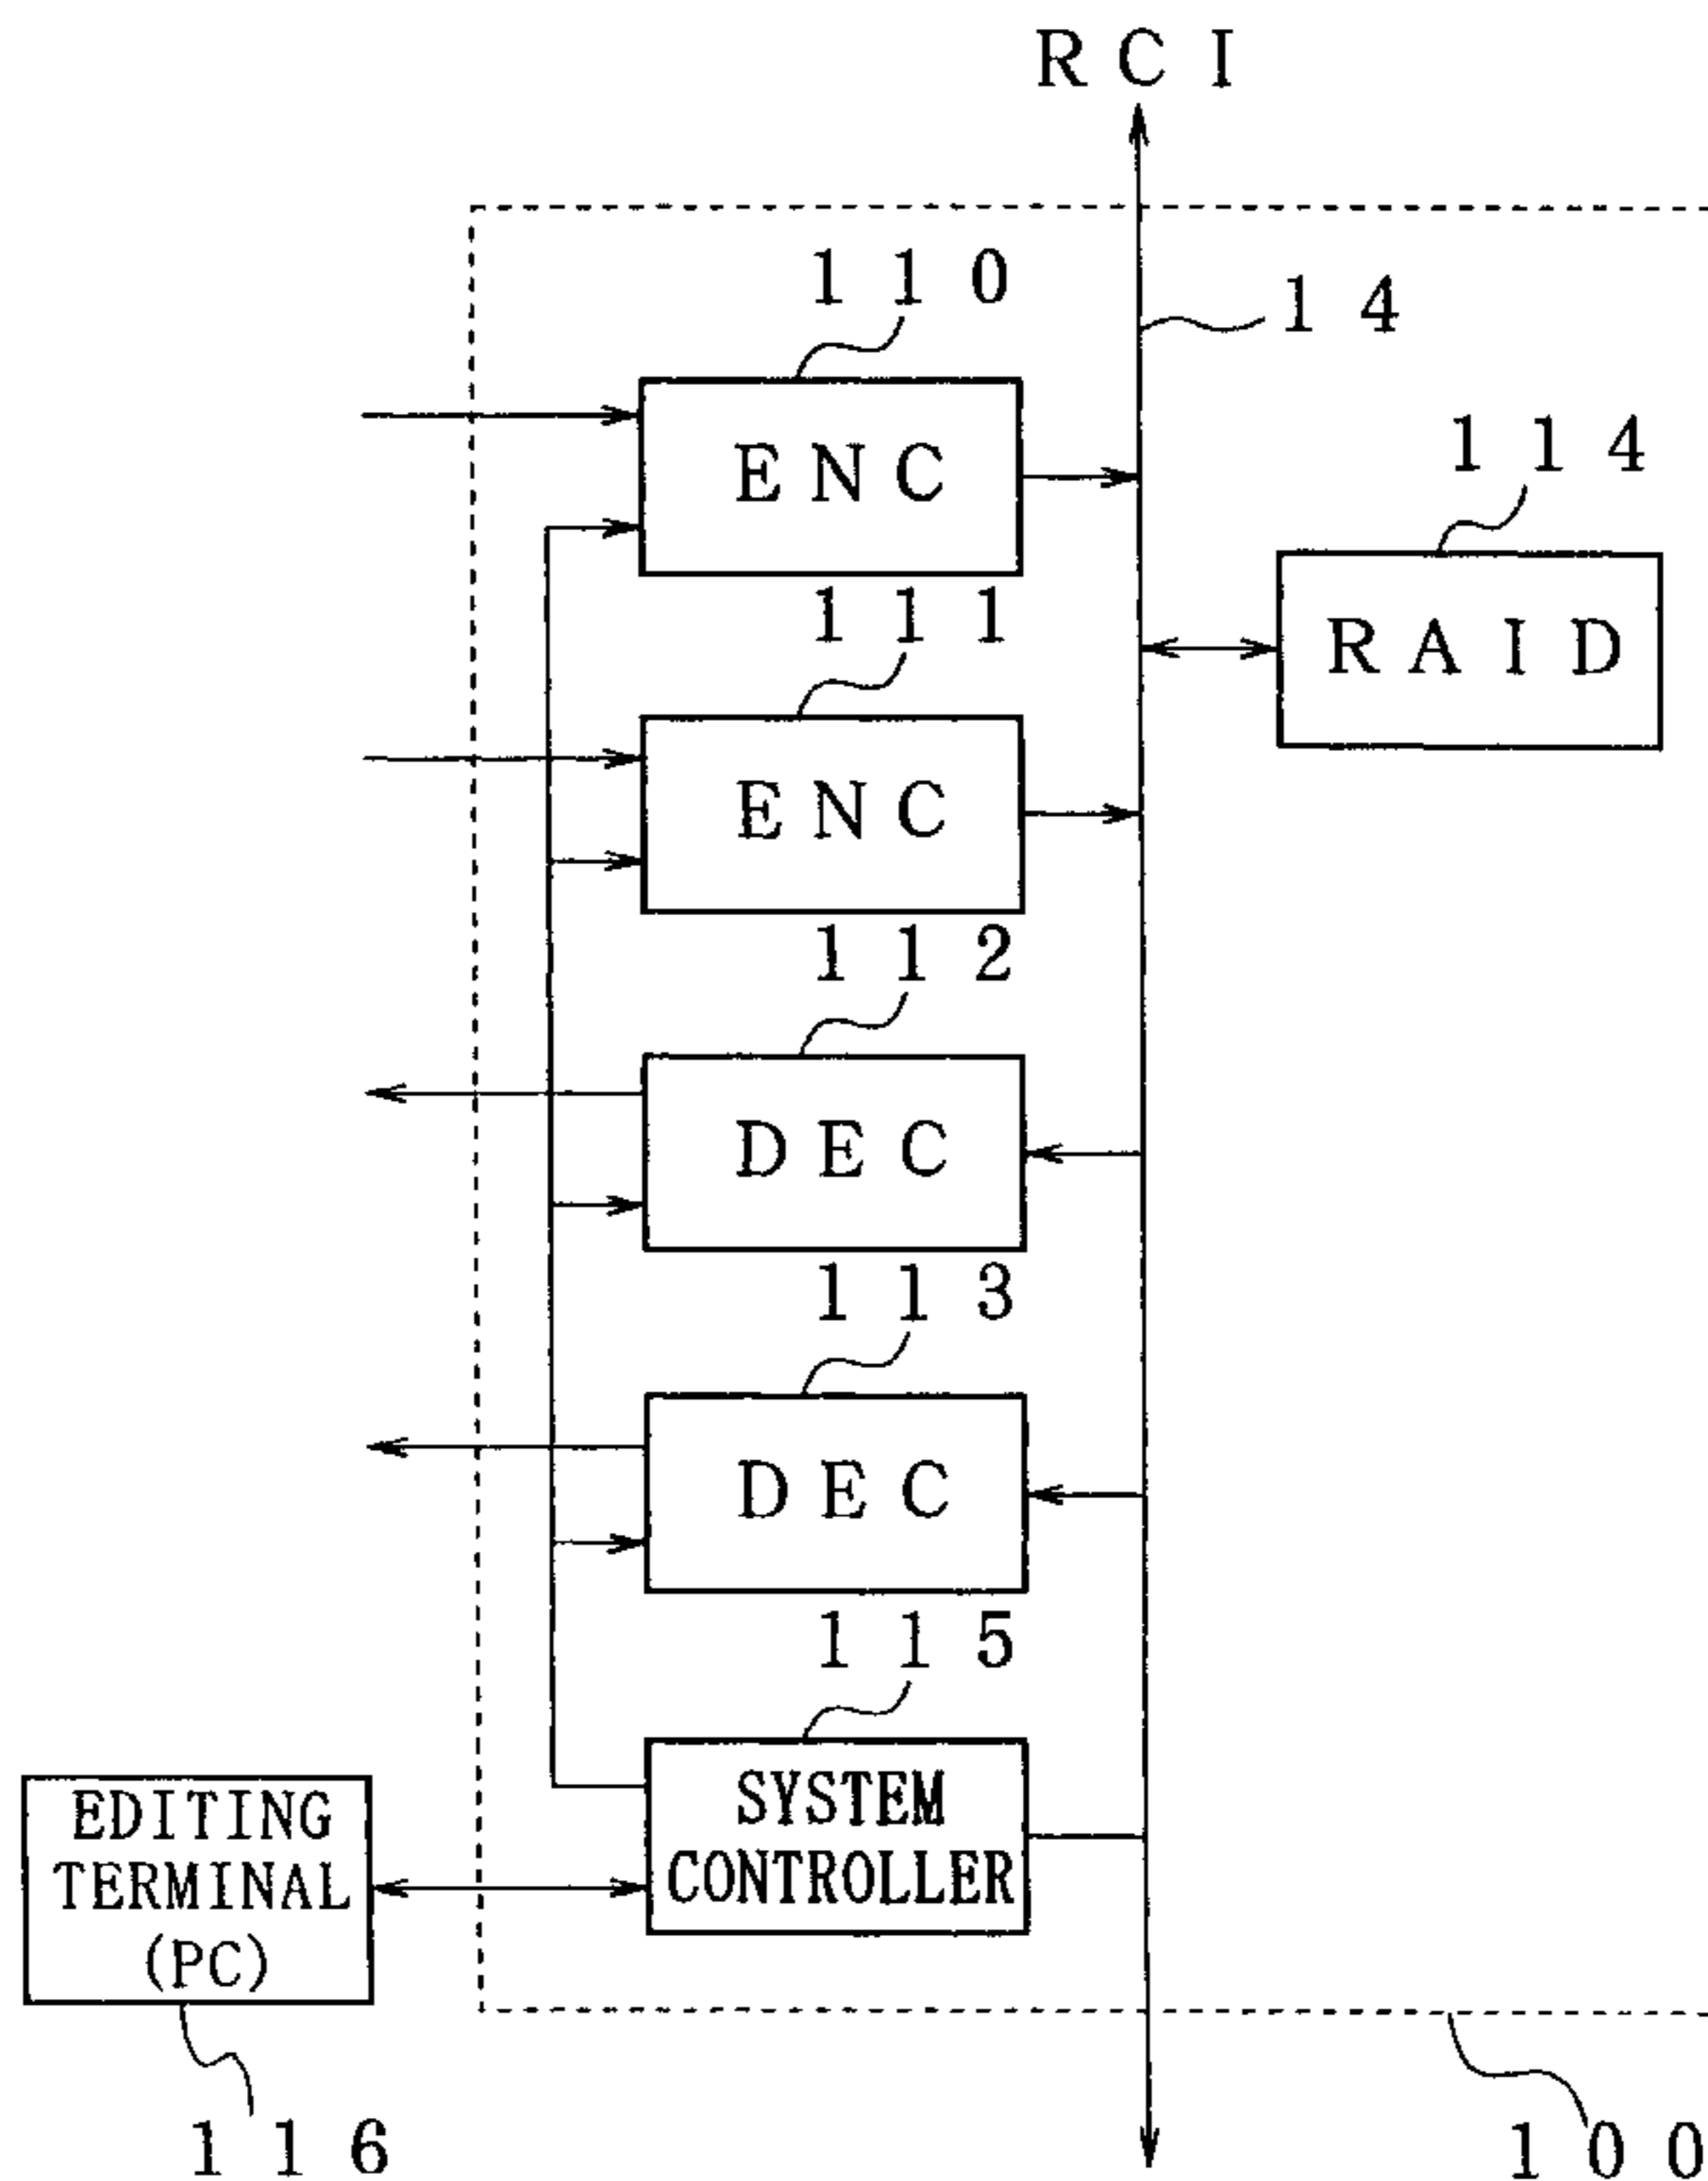 RCI
110
14
ENC
114
RAID
111
ENC
112
DEC
113
DEC
115
SYSTEM
CONTROLLER
EDITING
TERMINAL
(PC)
116
100